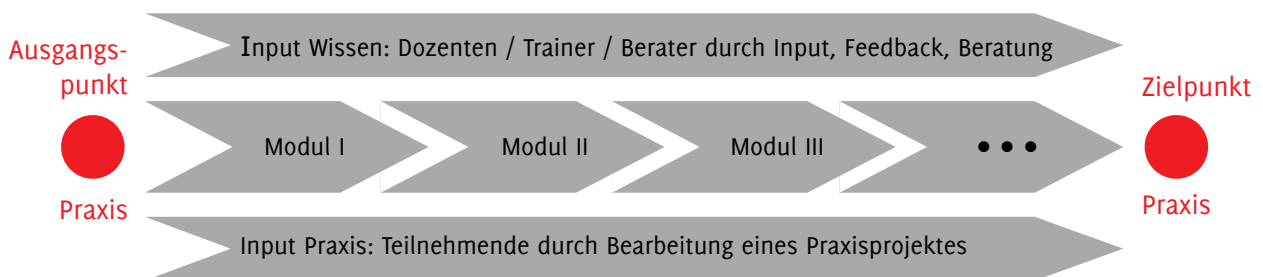 Input Wissen: Dozenten / Trainer / Berater durch Input, Feedback, Beratung
Ausgangs-
punkt
Zielpunkt
Modul I
Modul II
Modul III
•••
Praxis
Praxis
Input Praxis: Teilnehmende durch Bearbeitung eines Praxisprojektes